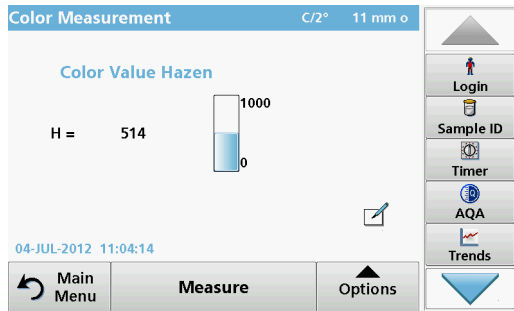 Color Measurement C/2° 11 mm o
Color Value Hazen
1000
H = 514
0
04-JUL-2012 11:04:14
Main
Menu
Measure
Options
Login
Sample ID
Timer
AQA
Trends